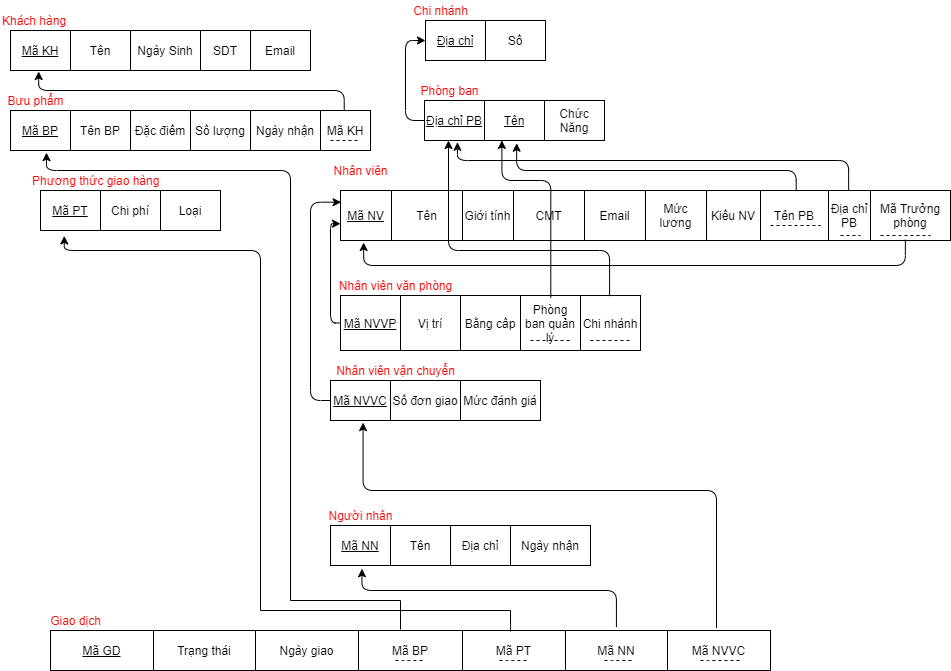 Khách hàng
Mã KH Tên Ngày Sinh SDT Email
Bưu phẩm
Mã BP Tên BP Đặc điểm Số lượng Ngày nhận Mã KH
Phương thức giao hàng
Mã PT Chi phí Loại
Chi nhánh
Địa chỉ Số
Phòng ban
Địa chỉ PB Tên Chức
Năng
Nhân viên
Mã NV Tên Giới tính CMT Email Mức
lương Kiểu NV Tên PB Địa chỉ
PB Mã Trưởng
phòng
Nhân viên văn phòng
Mã NVVP Vị trí Bằng cấp Phòng
ban quản
lý Chi nhánh
Nhân viên vận chuyển
Mã NVVC Số đơn giao Mức đánh giá
Người nhân
Mã NN Tên Địa chỉ Ngày nhận
Giao dịch
Mã GD Trạng thái Ngày giao Mã BP Mã PT Mã NN Mã NVVC